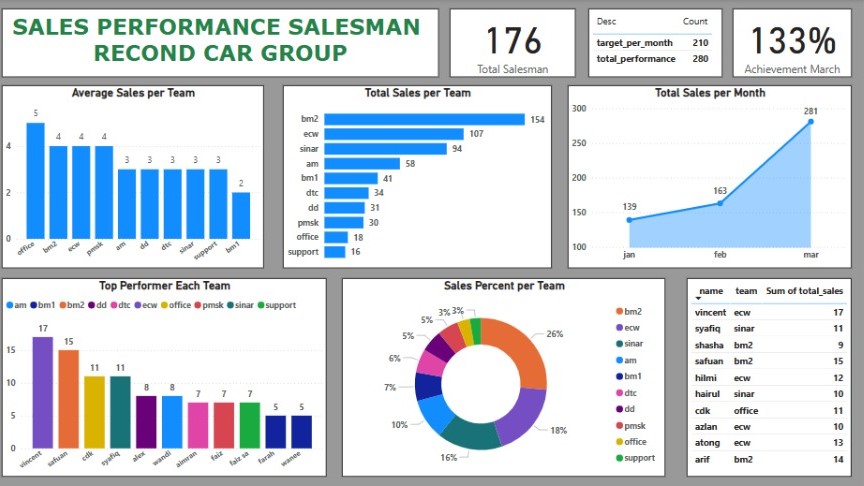 SALES PERFORMANCE SALESMAN
RECOND CAR GROUP
176
Total Salesman
Desc Count
target_per_month 210
total_performance 280
133%
Achievement March
Average Sales per Team
5
4 4 4
3 3 3 3 3
2
4
2
0
office bm2 ecw pmsk am dd dtc sinar support bm1
Total Sales per Team
bm2 154
ecw 107
sinar 94
am 58
bm1 41
dtc 34
dd 31
pmsk 30
office 18
support 16
Total Sales per Month
300
250
200
150
100
139
163
281
jan feb mar
Top Performer Each Team
am bm1 bm2 dd dtc ecw office pmsk sinar support
17 15 11 11 8 8 7 7 7 5 5
15
10
5
0
vincent safuan cdk syafiq alex wandi aimran faiz faiz sa farah wanee
Sales Percent per Team
26%
18%
16%
10%
7%
6%
5%
5%
3%
3%
bm2
ecw
sinar
am
bm1
dtc
dd
pmsk
office
support
name team Sum of total_sales
vincent ecw 17
syafiq sinar 11
shasha bm2 9
safuan bm2 15
hilmi ecw 12
hairul sinar 10
cdk office 11
azlan ecw 10
atong ecw 13
arif bm2 14